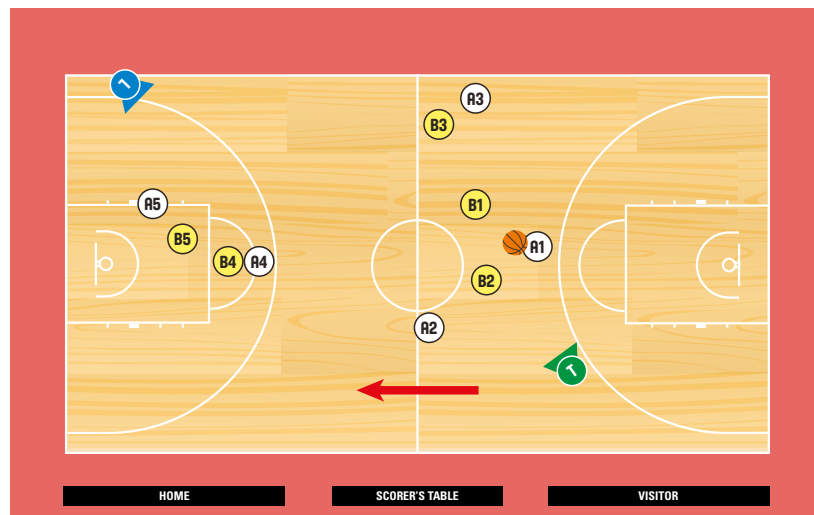 L
A3
B3
A5
B1
B5
A1
B4
A4
B2
A2
T
HOME
SCORER'S TABLE
VISITOR